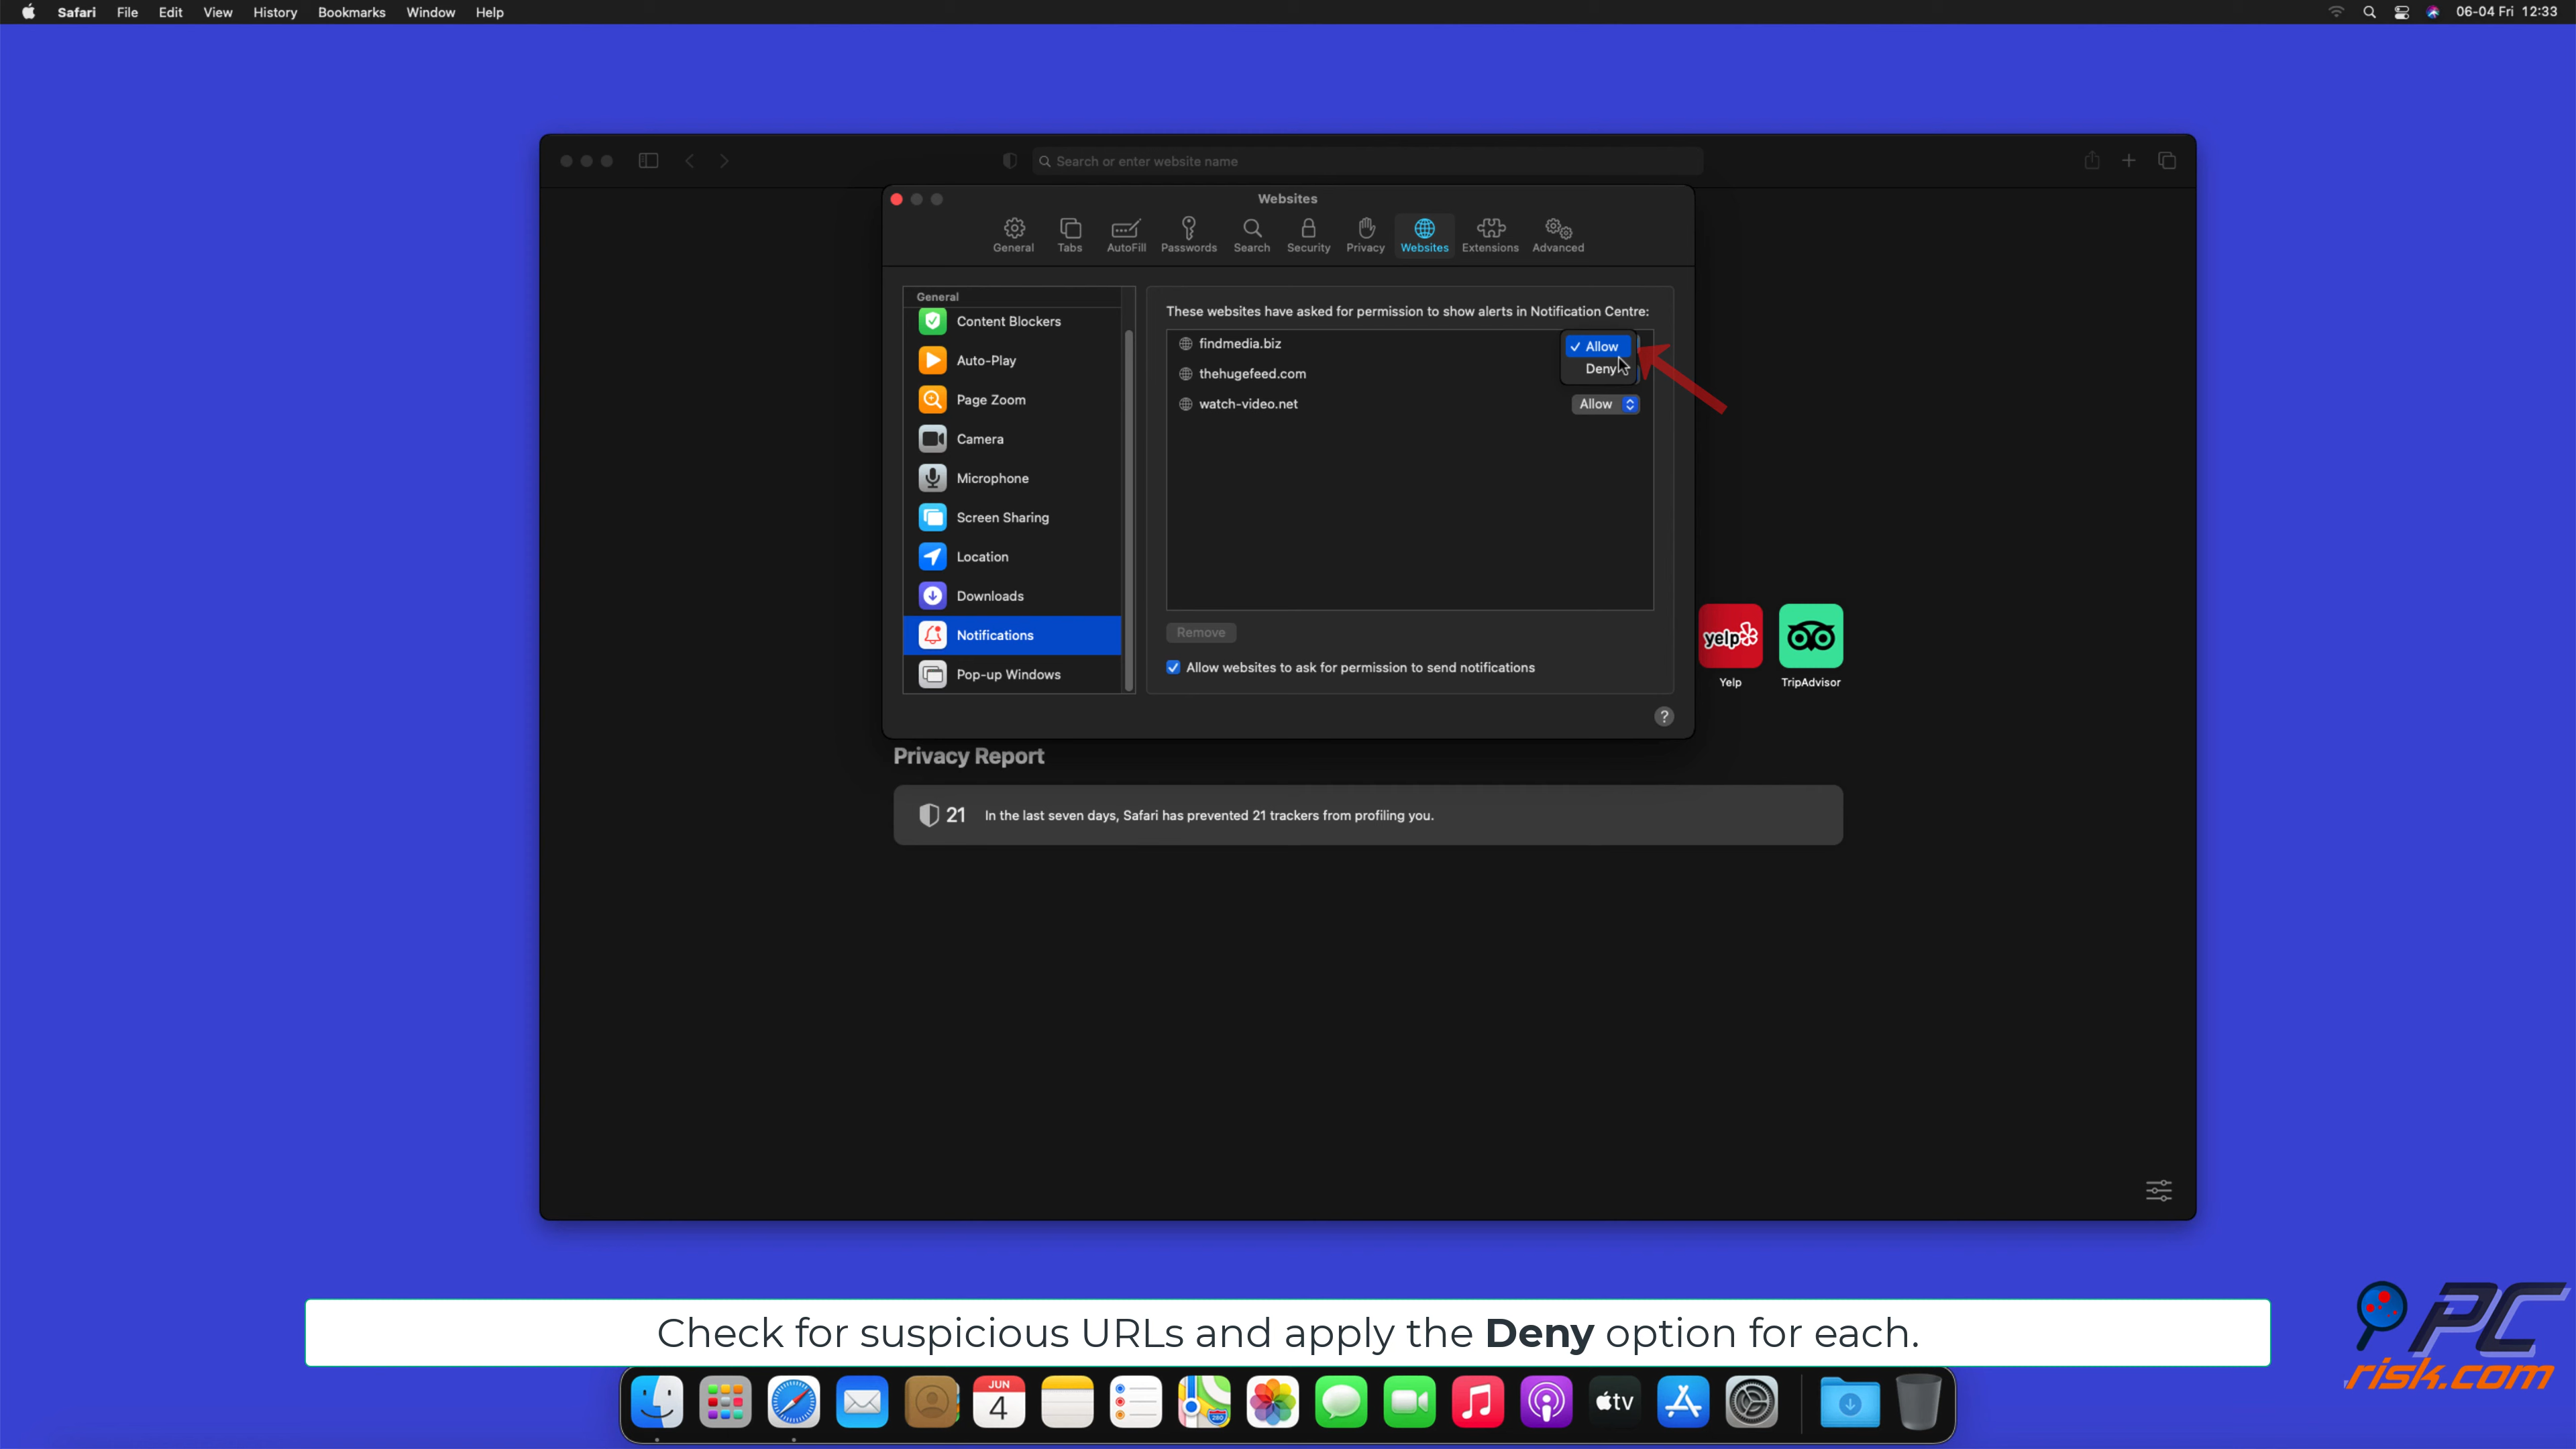 Safari File Edit View History Bookmarks Window Help
06-04 Fri 12:33
Search or enter website name
Websites
General Tabs AutoFill Passwords Search Security Privacy Websites Extensions Advanced
General
Content Blockers
Auto-Play
Page Zoom
Camera
Microphone
Screen Sharing
Location
Downloads
Notifications
Pop-up Windows
These websites have asked for permission to show alerts in Notification Centre:
findmedia.biz
✓ Allow
Deny
thehugefeed.com
watch-video.net Allow
Remove
Allow websites to ask for permission to send notifications
?
yelp
Yelp TripAdvisor
Privacy Report
21 In the last seven days, Safari has prevented 21 trackers from profiling you.
Check for suspicious URLs and apply the Deny option for each.
PC
risk.com
JUN
4
280
tv